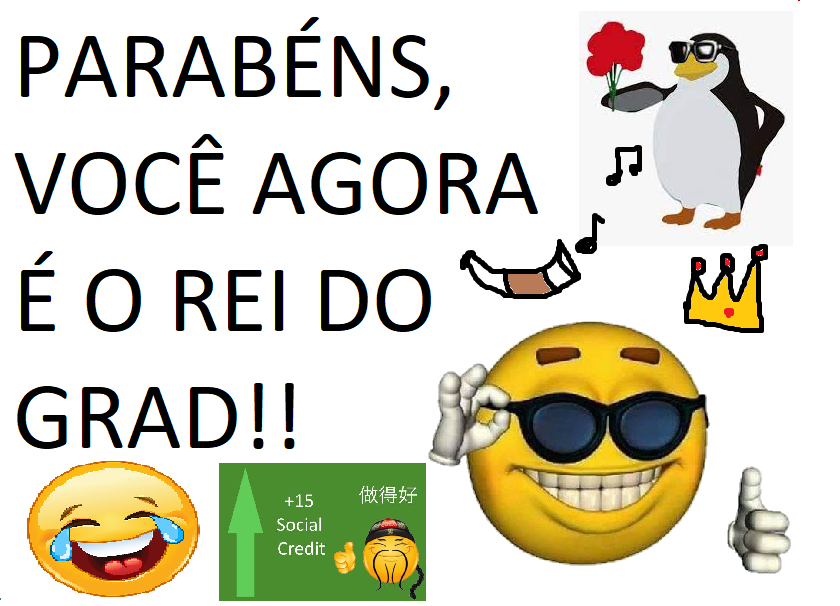 PARABÉNS,
VOCÊ AGORA
É O REI DO
GRAD!!
+15
Social
Credit
做得好